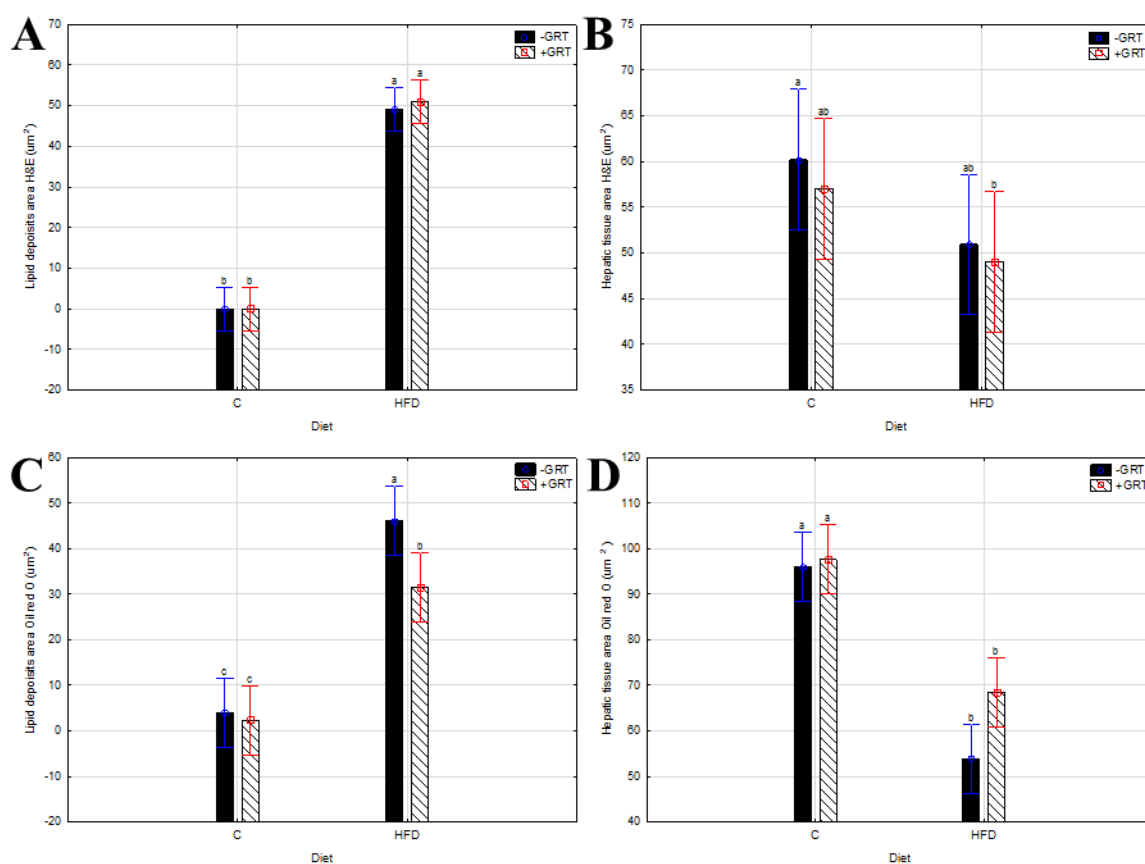 A
Lipid depoisits area H&E (um²)
70
60
50
40
30
20
10
0
-10
-20
-GRT
+GRT
b
b
a
a
C
HFD
Diet
B
Hepatic tissue area H&E (um²)
75
70
65
60
55
50
45
40
35
-GRT
+GRT
a
ab
ab
b
C
HFD
Diet
C
Lipid depoisits area Oil red O (um²)
60
50
40
30
20
10
0
-10
-20
-GRT
+GRT
c
c
a
b
C
HFD
Diet
D
Hepatic tissue area Oil red O (um²)
120
110
100
90
80
70
60
50
40
-GRT
+GRT
a
a
b
b
C
HFD
Diet